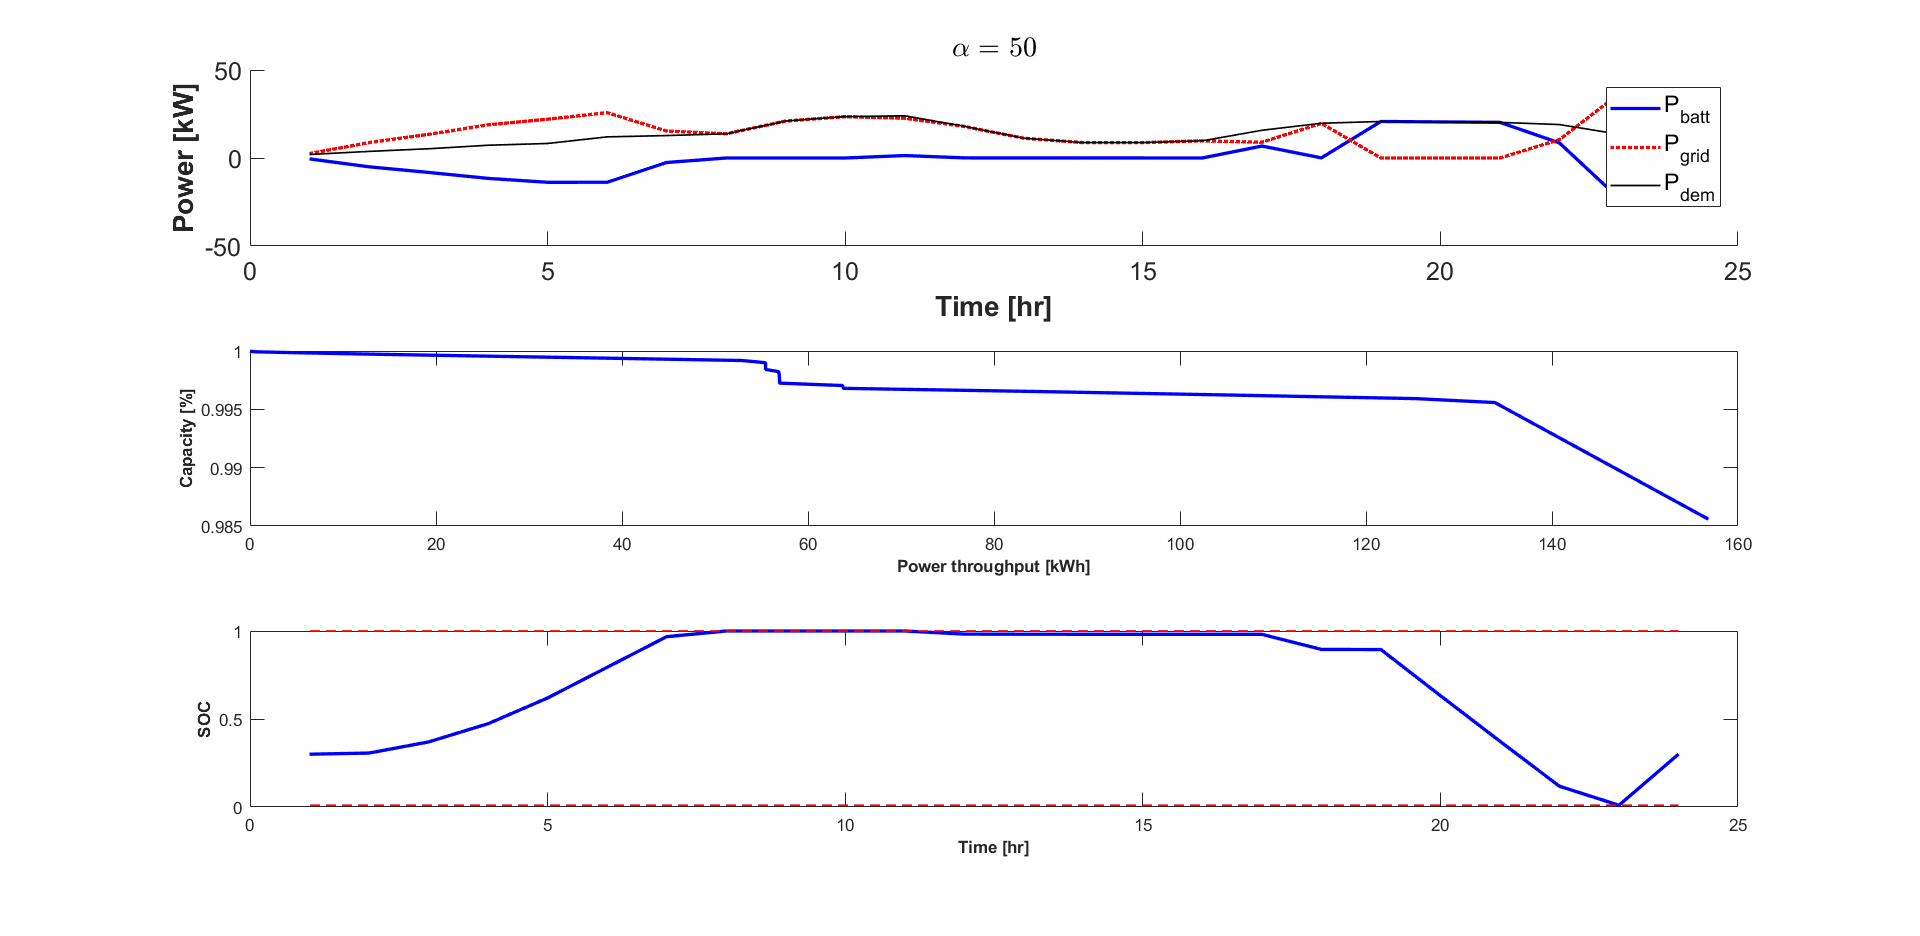 α = 50
50
0
-50
Power [kW]
P_batt
P_grid
P_dem
0 5 10 15 20 25
Time [hr]
1
0.995
0.99
0.985
Capacity [%]
0 20 40 60 80 100 120 140 160
Power throughput [kWh]
1
0.5
0
SOC
0 5 10 15 20 25
Time [hr]